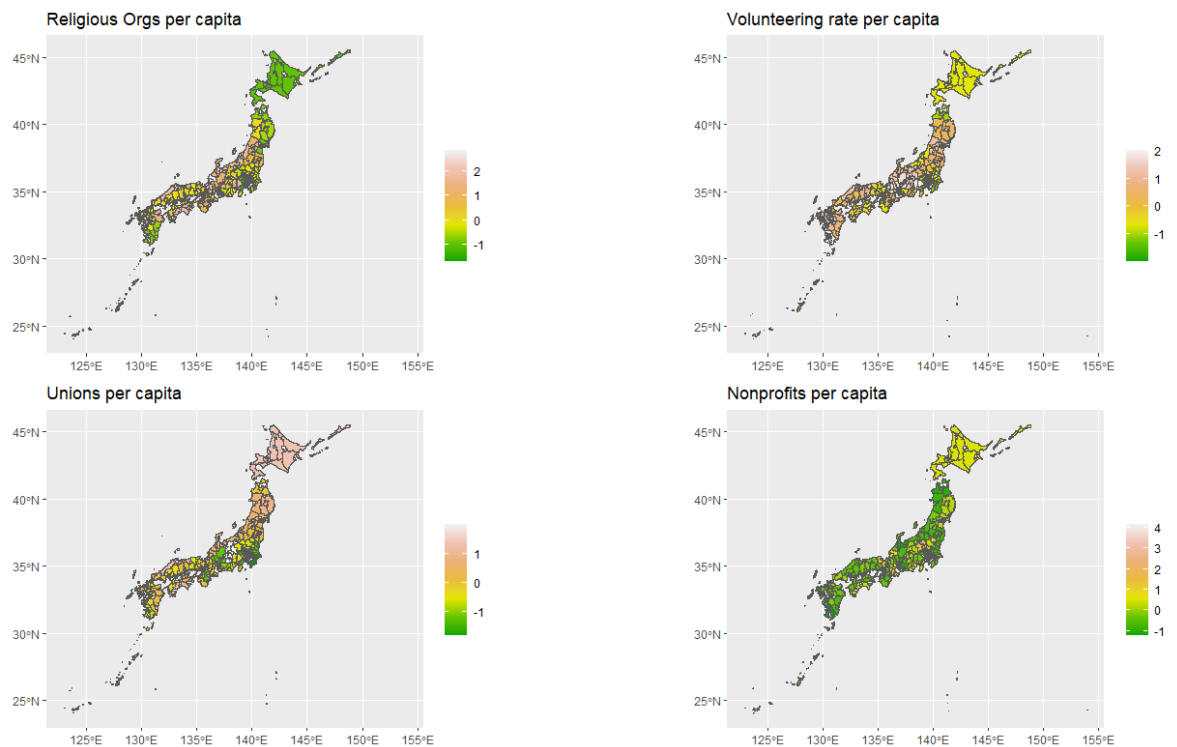 Religious Orgs per capita
45°N
40°N
35°N
30°N
25°N
125°E 130°E 135°E 140°E 145°E 150°E 155°E
2
1
0
-1
Volunteering rate per capita
45°N
40°N
35°N
30°N
25°N
125°E 130°E 135°E 140°E 145°E 150°E 155°E
2
1
0
-1
Unions per capita
45°N
40°N
35°N
30°N
25°N
125°E 130°E 135°E 140°E 145°E 150°E 155°E
1
0
-1
Nonprofits per capita
45°N
40°N
35°N
30°N
25°N
125°E 130°E 135°E 140°E 145°E 150°E 155°E
4
3
2
1
0
-1